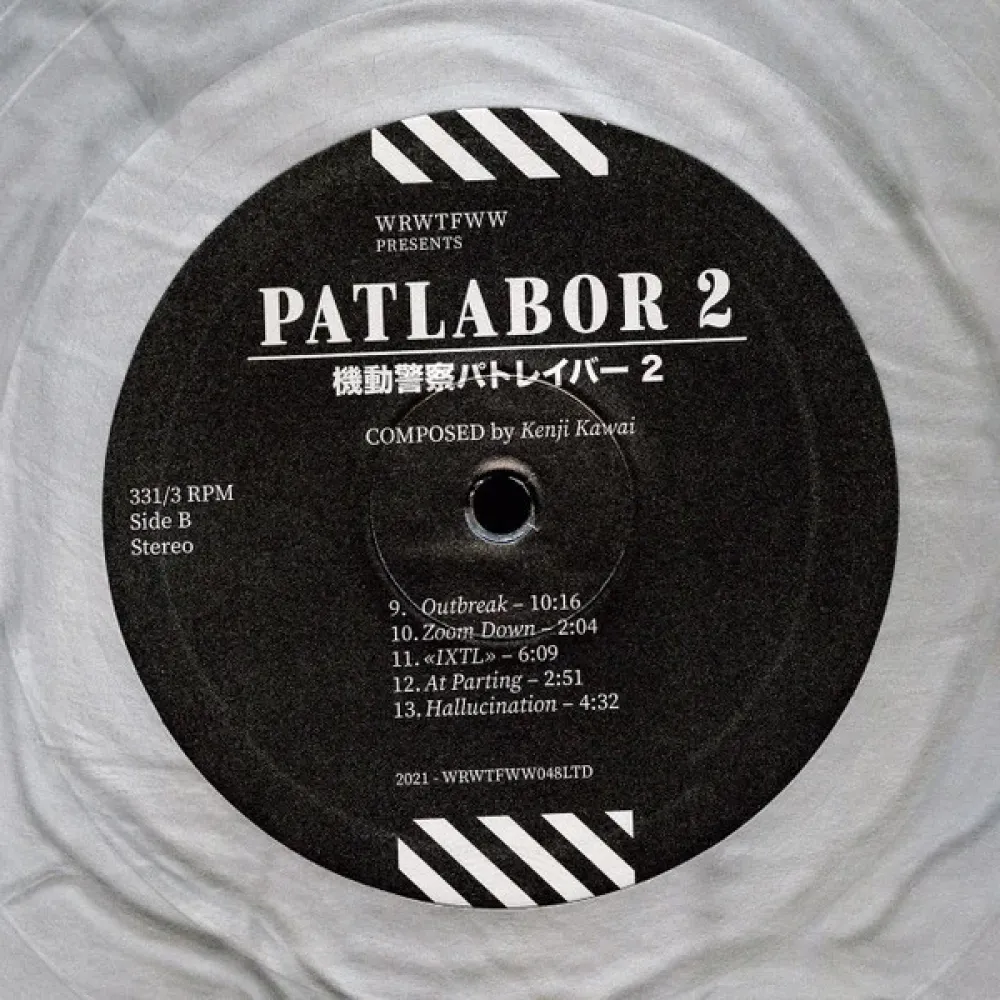 WRWTFWW
PRESENTS
PATLABOR 2
機動警察パトレイバー 2
COMPOSED by Kenji Kawai
331/3 RPM
Side B
Stereo
9. Outbreak – 10:16
10. Zoom Down – 2:04
11. «IXTL» – 6:09
12. At Parting – 2:51
13. Hallucination – 4:32
2021 - WRWTFWW048LTD